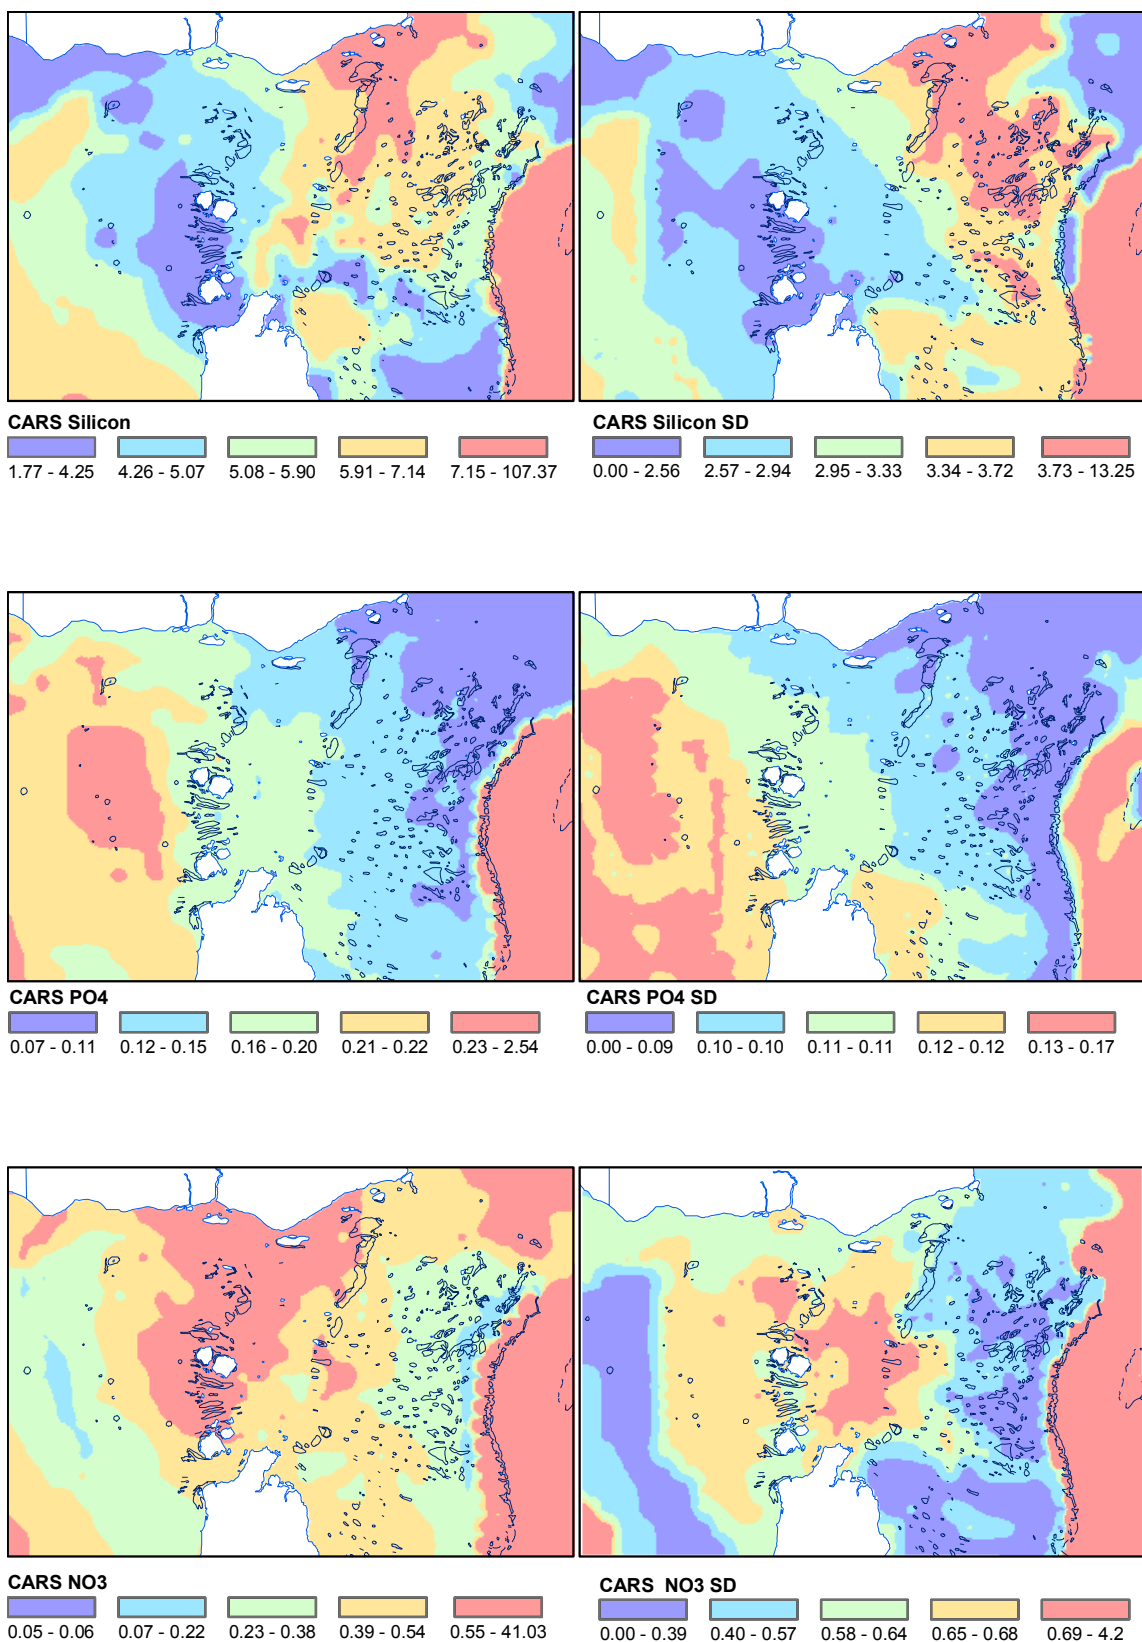 CARS Silicon
1.77 - 4.25 4.26 - 5.07 5.08 - 5.90 5.91 - 7.14 7.15 - 107.37
CARS Silicon SD
0.00 - 2.56 2.57 - 2.94 2.95 - 3.33 3.34 - 3.72 3.73 - 13.25
CARS PO4
0.07 - 0.11 0.12 - 0.15 0.16 - 0.20 0.21 - 0.22 0.23 - 2.54
CARS PO4 SD
0.00 - 0.09 0.10 - 0.10 0.11 - 0.11 0.12 - 0.12 0.13 - 0.17
CARS NO3
0.05 - 0.06 0.07 - 0.22 0.23 - 0.38 0.39 - 0.54 0.55 - 41.03
CARS NO3 SD
0.00 - 0.39 0.40 - 0.57 0.58 - 0.64 0.65 - 0.68 0.69 - 4.2